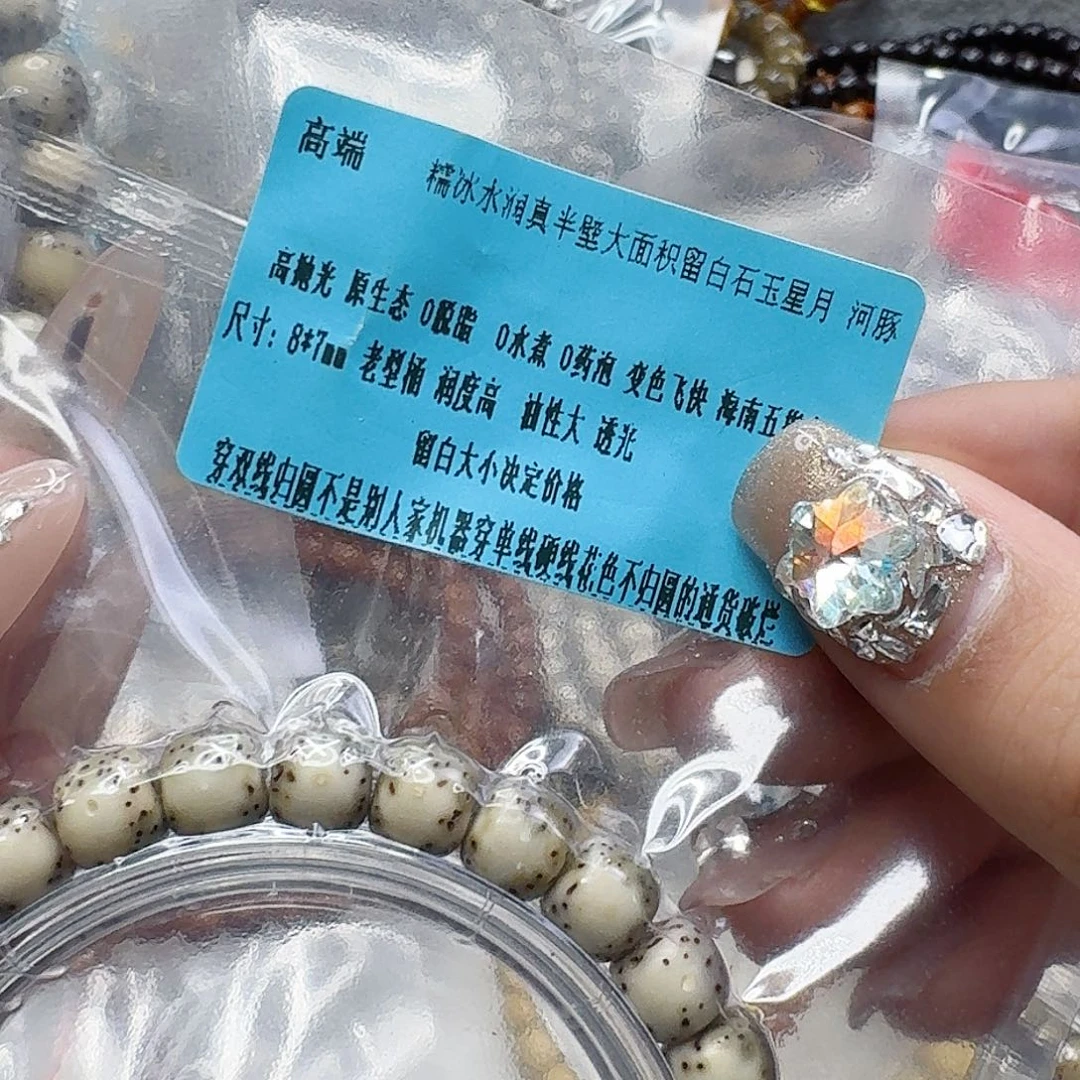 高端 糯冰水润真半墅大面积留白石玉星月 河豚
高抛光 原生态 0脱脂 0水煮 0药泡 变色飞快 海南五
尺寸：8*7mm 老型桶 润度高 油性大 透光
留白大小决定价格
穿双线归圆不是别人家机器穿单线硬线花色不归圆的通货破烂